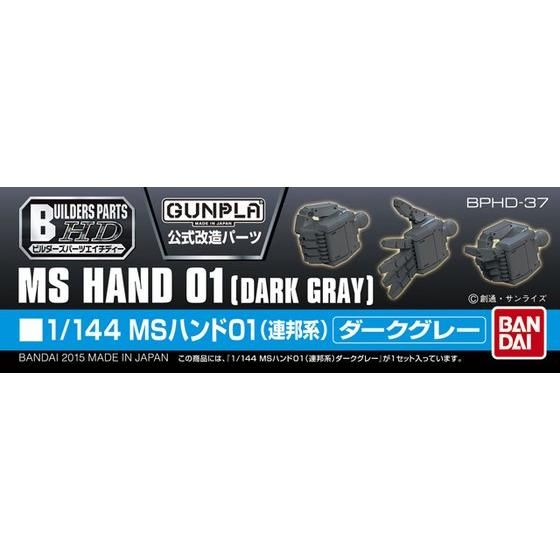 BUILDERS PARTS
HD
ビルダーズパーツエイチディー
GUNPLA
MADE IN JAPAN
公式改造パーツ
BPHD-37
MS HAND 01 [DARK GRAY]
©創通・サンライズ
■1/144 MSハンド01(連邦系) ダークグレー
BAN
DAI
BANDAI 2015 MADE IN JAPAN この商品には、『1/144 MSハンド01(連邦系)ダークグレー』が1セット入っています。